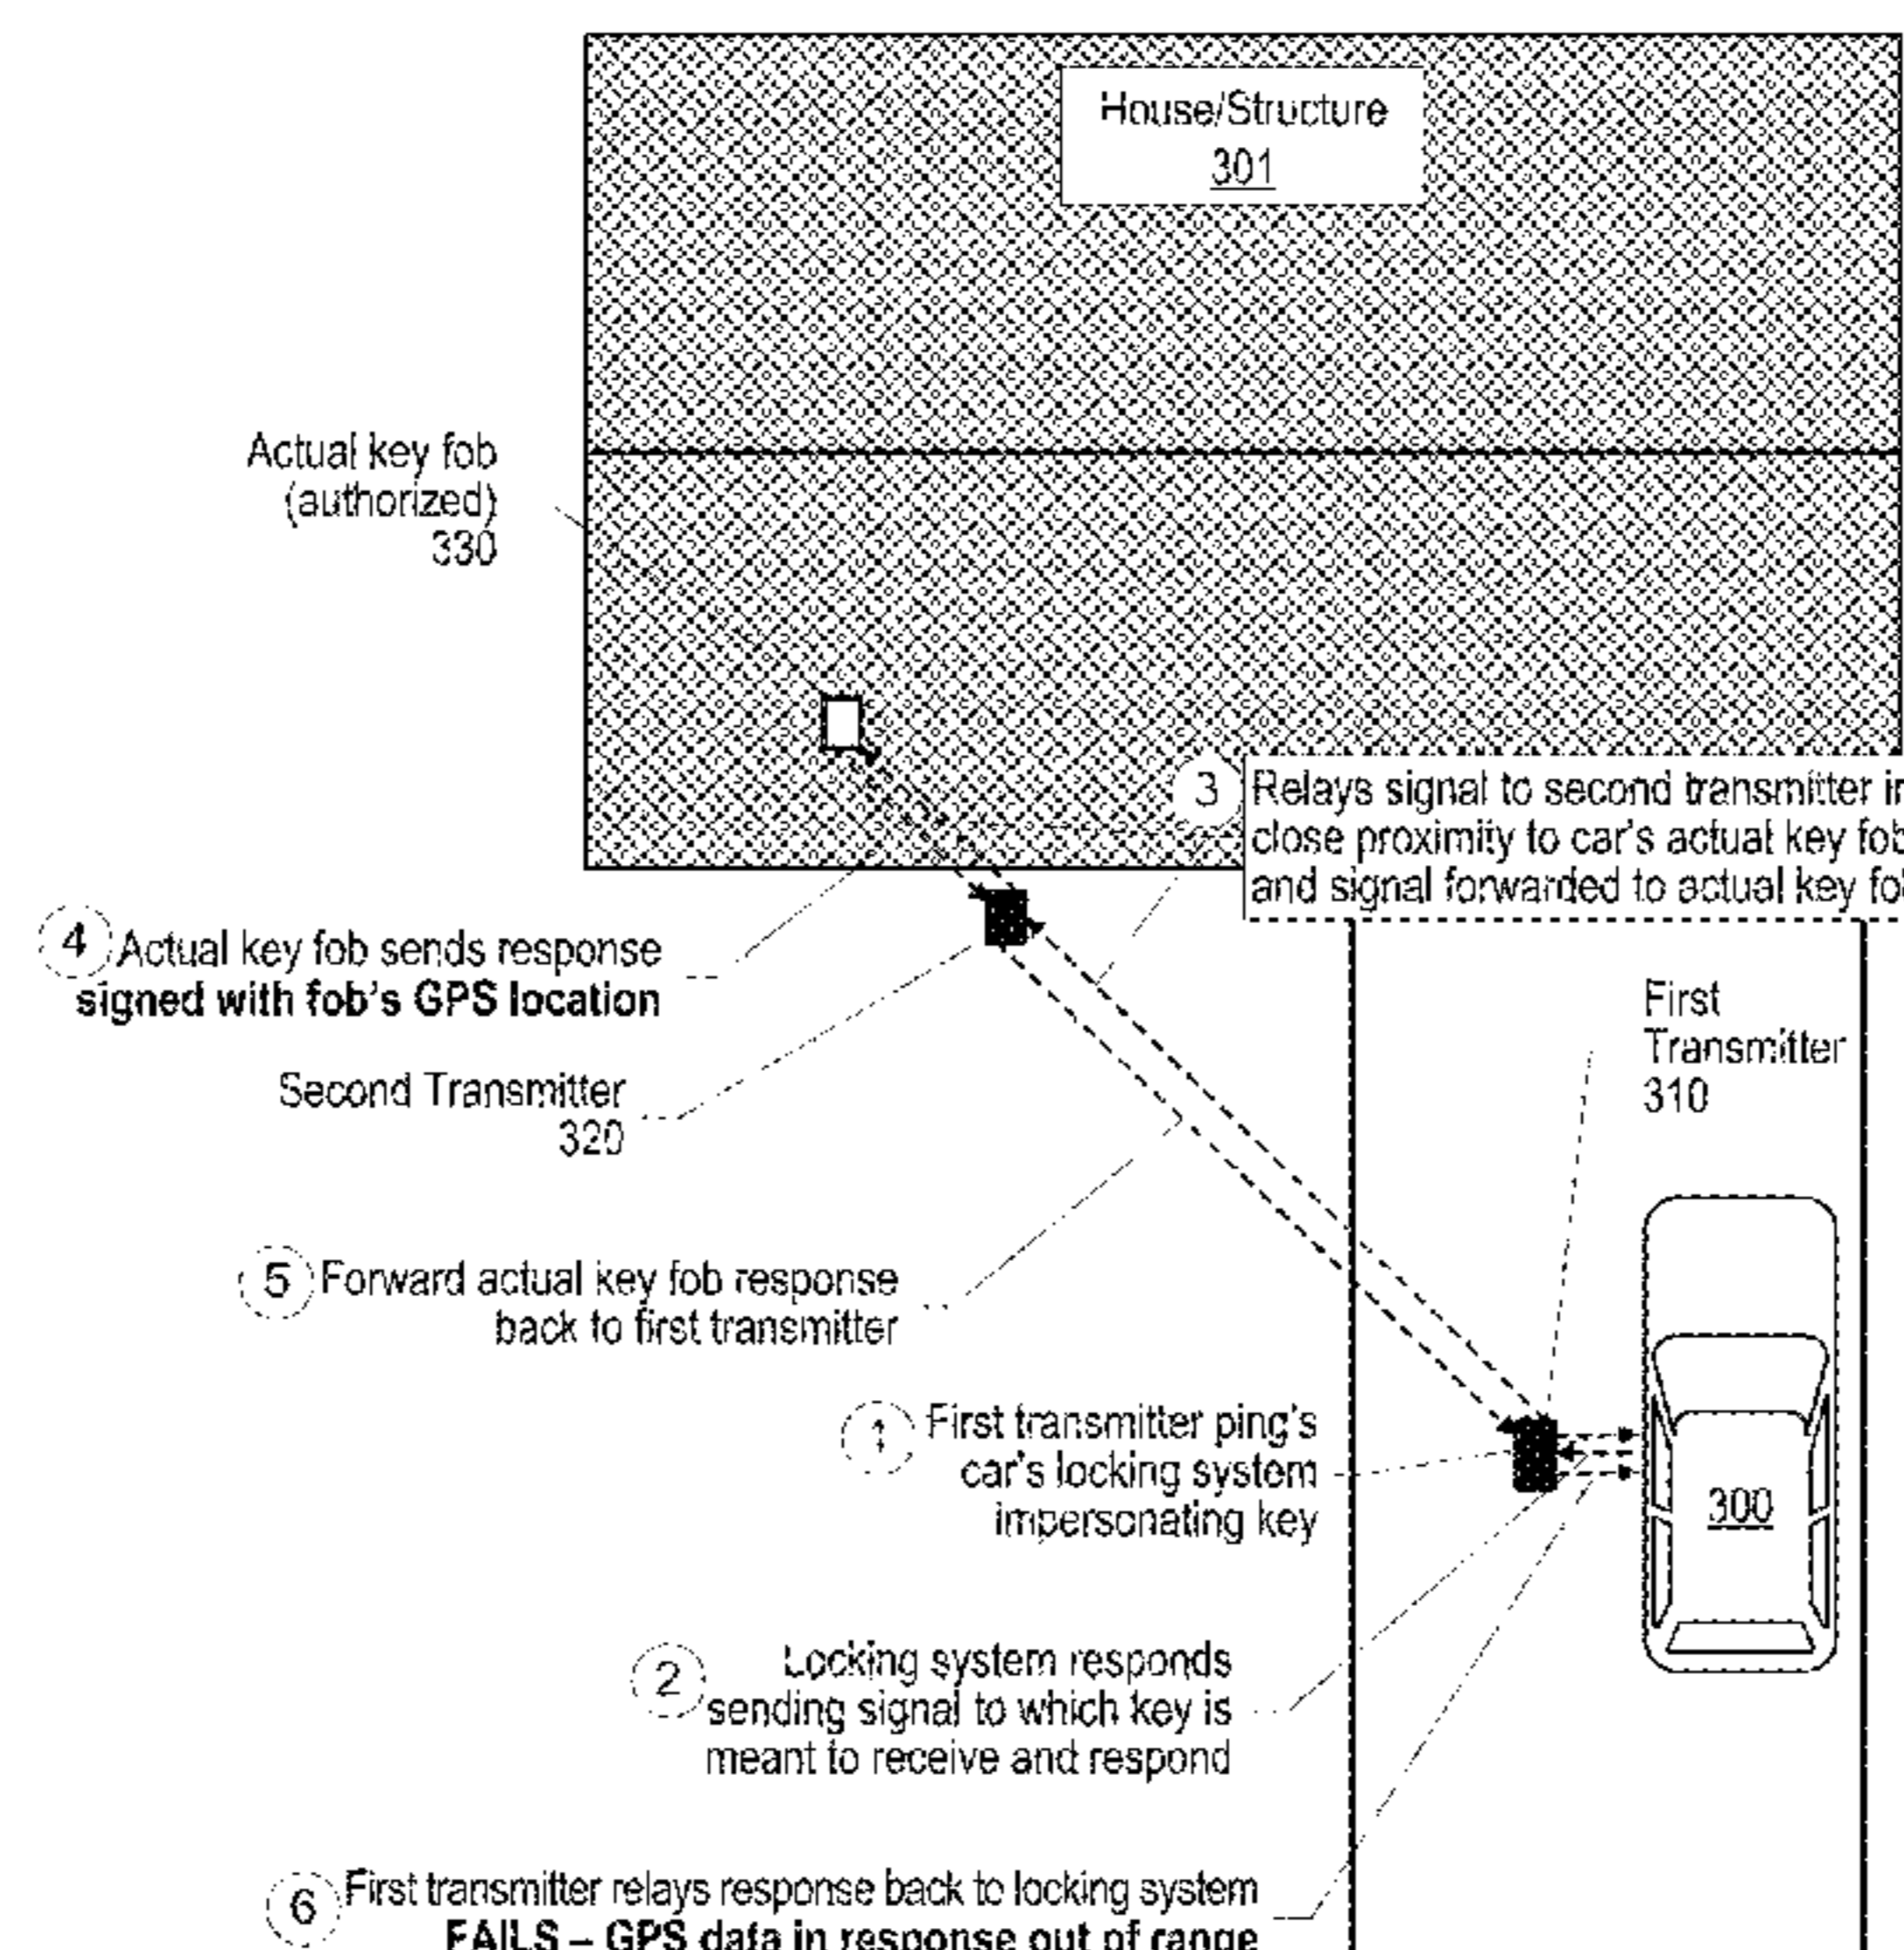 House/Structure
301
Actual key fob
(authorized)
330
3
Relays signal to second transmitter in
close proximity to car's actual key fob
and signal forwarded to actual key
4
Actual key fob sends response
signed with fob's GPS location
First
Transmitter
310
Second Transmitter
320
5
Forward actual key fob response
back to first transmitter
1
First transmitter ping's
car's locking system
impersonating key
300
2
Locking system responds
sending signal to which key is
meant to receive and respond
6
First transmitter relays response back to locking system
FAILS – GPS data in response out of range